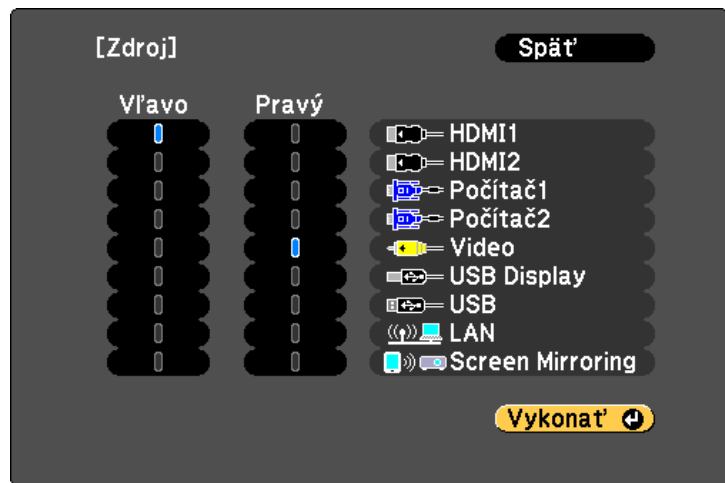 [Zdroj] Späť
Vľavo Pravý
HDMI1
HDMI2
Počítač1
Počítač2
Video
USB Display
USB
LAN
Screen Mirroring
Vykonať